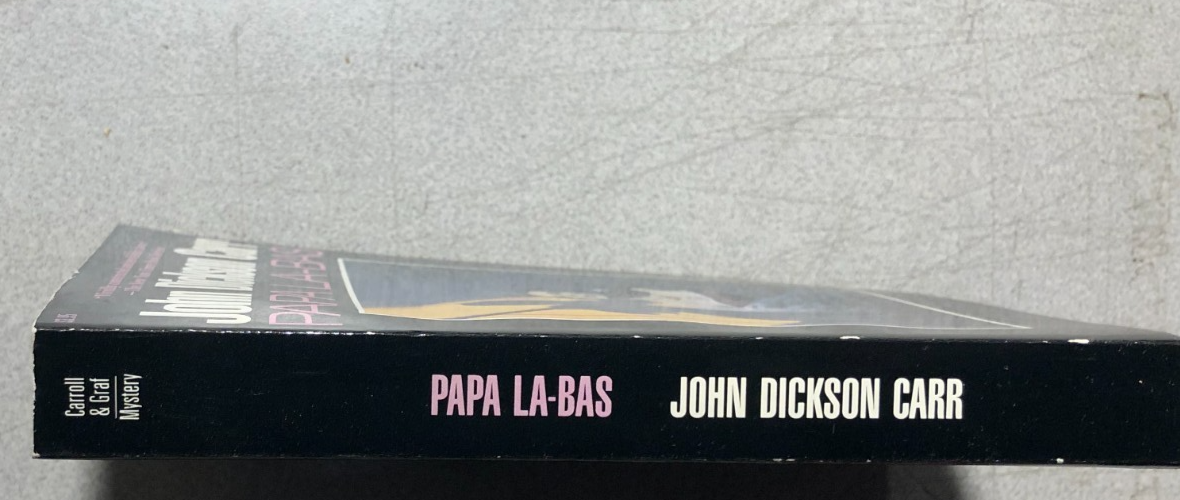 Carroll
& Graf
Mystery
PAPA LA-BAS
JOHN DICKSON CARR
John Dickson Carr
PAPA LA-BAS